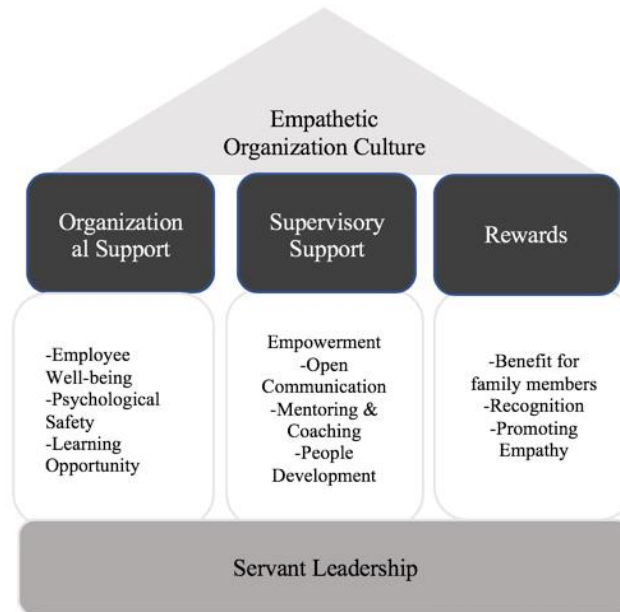 Empathetic
Organization Culture
Organization
al Support
Supervisory
Support
Rewards
-Employee
Well-being
-Psychological
Safety
-Learning
Opportunity
Empowerment
-Open
Communication
-Mentoring &
Coaching
-People
Development
-Benefit for
family members
-Recognition
-Promoting
Empathy
Servant Leadership